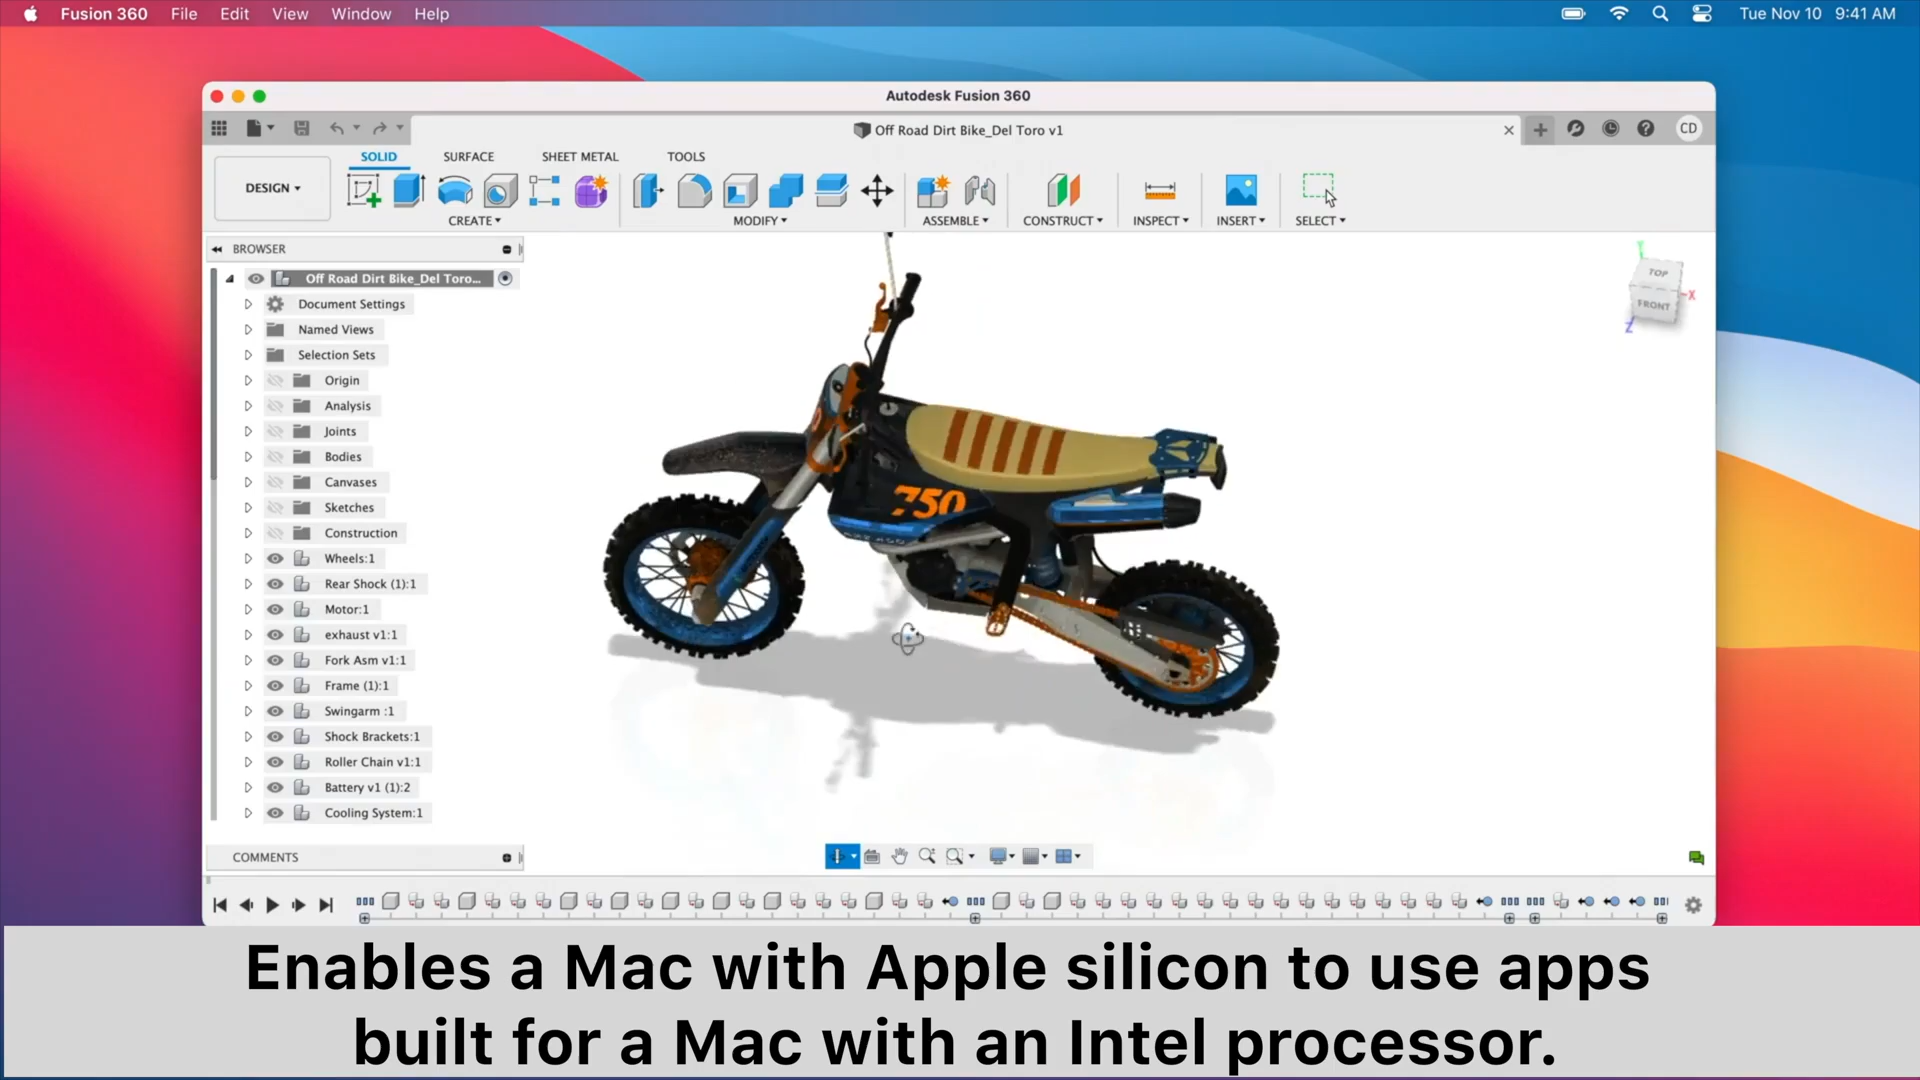 Fusion 360 File Edit View Window Help Tue Nov 10 9:41 AM
Autodesk Fusion 360
Off Road Dirt Bike_Del Toro v1 CD
SOLID SURFACE SHEET METAL TOOLS
DESIGN
CREATE MODIFY ASSEMBLE CONSTRUCT INSPECT INSERT SELECT
BROWSER
Off Road Dirt Bike_Del Toro...
Document Settings
Named Views
Selection Sets
Origin
Analysis
Joints
Bodies
Canvases
Sketches
Construction
Wheels:1
Rear Shock (1):1
Motor:1
exhaust v1:1
Fork Asm v1:1
Frame (1):1
Swingarm :1
Shock Brackets:1
Roller Chain v1:1
Battery v1 (1):2
Cooling System:1
COMMENTS
TOP
FRONT
Y
X
Z
750
Enables a Mac with Apple silicon to use apps
built for a Mac with an Intel processor.